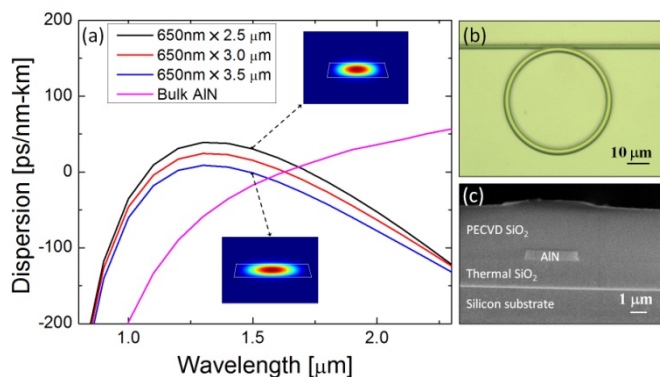 (a)
650nm × 2.5 μm
650nm × 3.0 μm
650nm × 3.5 μm
Bulk AlN
Dispersion [ps/nm-km]
200
100
0
-100
-200
1.0
1.5
2.0
Wavelength [μm]
(b)
10 μm
(c)
PECVD SiO₂
AlN
Thermal SiO₂
Silicon substrate
1 μm